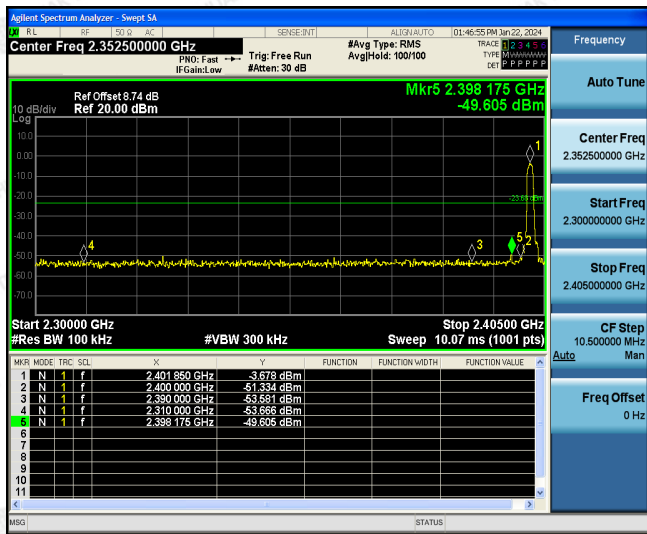 Agilent Spectrum Analyzer - Swept SA
LXI RL RF 50 Ω AC SENSE:INT ALIGN AUTO 01:46:55 PM Jan 22, 2024
Center Freq 2.352500000 GHz #Avg Type: RMS TRACE 1 2 3 4 5 6
PNO: Fast Trig: Free Run Avg|Hold: 100/100 TYPE M WWWWW
IFGain:Low #Atten: 30 dB DET P P P P P P
Ref Offset 8.74 dB Mkr5 2.398 175 GHz
10 dB/div Ref 20.00 dBm -49.605 dBm
Log
10.0
0.00
-10.0
-20.0
-30.0
-40.0
-50.0
-60.0
-70.0
1
-23.66 dBm
4 3 5 2
Start 2.30000 GHz Stop 2.40500 GHz
#Res BW 100 kHz #VBW 300 kHz Sweep 10.07 ms (1001 pts)
MKR MODE TRC SCL X Y FUNCTION FUNCTION WIDTH FUNCTION VALUE
1 N 1 f 2.401 850 GHz -3.678 dBm
2 N 1 f 2.400 000 GHz -51.334 dBm
3 N 1 f 2.390 000 GHz -53.581 dBm
4 N 1 f 2.310 000 GHz -53.666 dBm
5 N 1 f 2.398 175 GHz -49.605 dBm
6
7
8
9
10
11
MSG STATUS
Frequency
Auto Tune
Center Freq
2.352500000 GHz
Start Freq
2.300000000 GHz
Stop Freq
2.405000000 GHz
CF Step
10.500000 MHz
Auto Man
Freq Offset
0 Hz